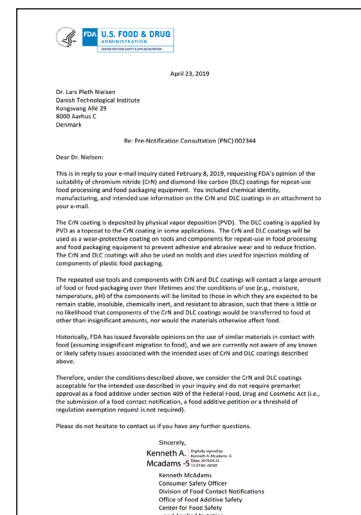 FDA U.S. FOOD & DRUG
ADMINISTRATION
CENTER FOR FOOD SAFETY & APPLIED NUTRITION
April 23, 2019
Dr. Lars Pleth Nielsen
Danish Technological Institute
Kongsvang Allé 29
8000 Aarhus C
Denmark
Re: Pre-Notification Consultation (PNC) 002344
Dear Dr. Nielsen:
This is in reply to your e-mail inquiry dated February 8, 2019, requesting FDA's opinion of the
suitability of chromium nitride (CrN) and diamond-like carbon (DLC) coatings for repeat-use
food processing and food packaging equipment. You included chemical identity,
manufacturing, and intended use information on the CrN and DLC coatings in an attachment to
your e-mail.
The CrN coating is deposited by physical vapor deposition (PVD). The DLC coating is applied by
PVD as a topcoat to the CrN coating in some applications. The CrN and DLC coatings will be
used as a wear-protective coating on tools and components for repeat-use in food processing
and food packaging equipment to prevent adhesive and abrasive wear and to reduce friction.
The CrN and DLC coatings will also be used on molds and dies used for injection molding of
components of plastic food packaging.
The repeated use tools and components with CrN and DLC coatings will contact a large amount
of food or food-packaging over their lifetimes and the conditions of use (e.g., moisture,
temperature, pH) of the components will be limited to those in which they are expected to be
remain stable, insoluble, chemically inert, and resistant to abrasion, such that there is little or
no likelihood that components of the CrN and DLC coatings would be transferred to food at
other than insignificant amounts, nor would the materials otherwise affect food.
Historically, FDA has issued favorable opinions on the use of similar materials in contact with
food (assuming insignificant migration to food), and we are currently not aware of any known
or likely safety issues associated with the intended uses of CrN and DLC coatings described
above.
Therefore, under the conditions described above, we consider the CrN and DLC coatings
acceptable for the intended use described in your inquiry and do not require premarket
approval as a food additive under section 409 of the Federal Food, Drug and Cosmetic Act (i.e.,
the submission of a food contact notification, a food additive petition or a threshold of
regulation exemption request is not required).
Please do not hesitate to contact us if you have any further questions.
Sincerely,
Kenneth A. Digitally signed by
Kenneth A. Mcadams -S
Mcadams -S
Kenneth McAdams
Consumer Safety Officer
Division of Food Contact Notifications
Office of Food Additive Safety
Center for Food Safety
and Applied Nutrition